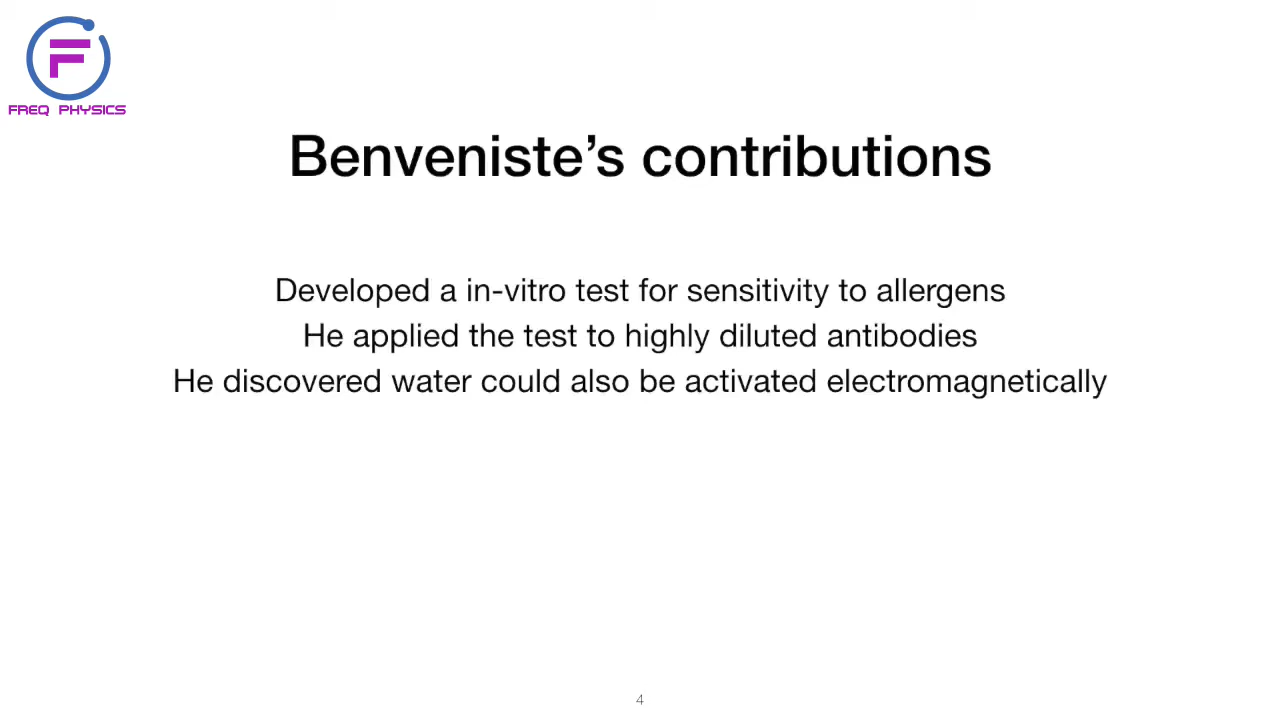 F
FREQ PHYSICS
Benveniste’s contributions
Developed a in-vitro test for sensitivity to allergens
He applied the test to highly diluted antibodies
He discovered water could also be activated electromagnetically
4